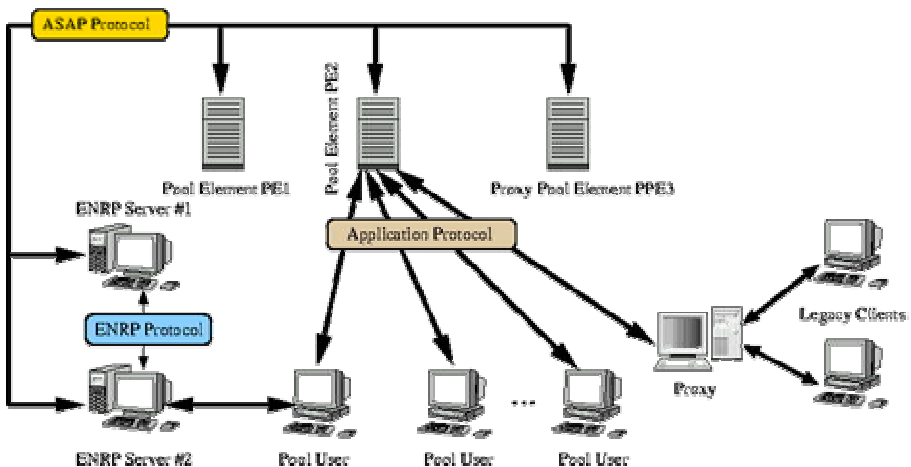 ASAP Protocol
Pool Element PE2
Pool Element PE1
Proxy Pool Element PPE3
ENRP Server #1
Application Protocol
ENRP Protocol
Legacy Clients
Proxy
...
ENRP Server #2
Pool User
Pool User
Pool User